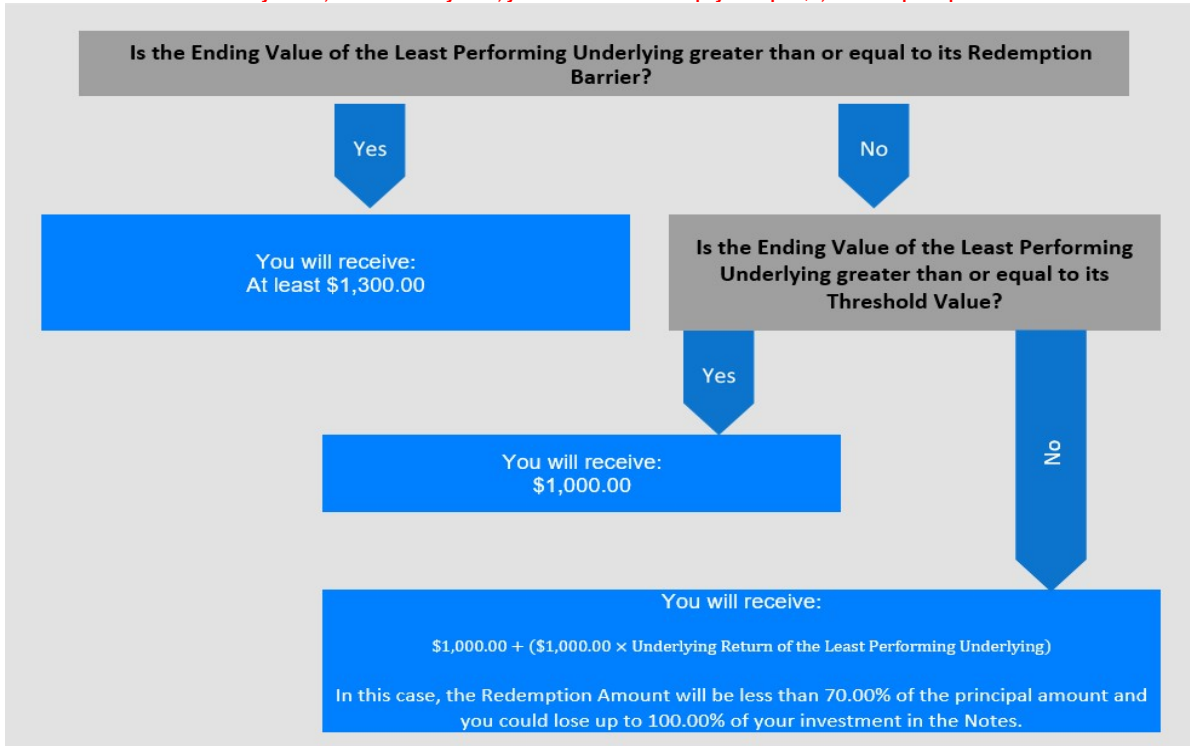 Is the Ending Value of the Least Performing Underlying greater than or equal to its Redemption
Barrier?
Yes
No
You will receive:
At least $1,300.00
Is the Ending Value of the Least Performing
Underlying greater than or equal to its
Threshold Value?
Yes
No
You will receive:
$1,000.00
You will receive:
$1,000.00 + ($1,000.00 × Underlying Return of the Least Performing Underlying)
In this case, the Redemption Amount will be less than 70.00% of the principal amount and
you could lose up to 100.00% of your investment in the Notes.